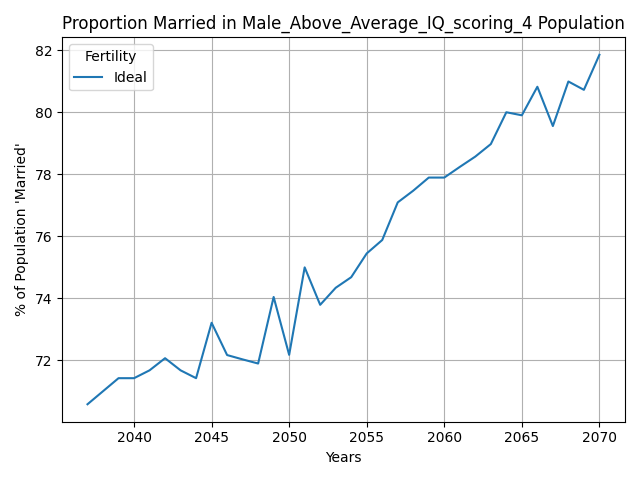 Proportion Married in Male_Above_Average_IQ_scoring_4 Population
% of Population 'Married'
82
80
78
76
74
72
Fertility
Ideal
2040 2045 2050 2055 2060 2065 2070
Years